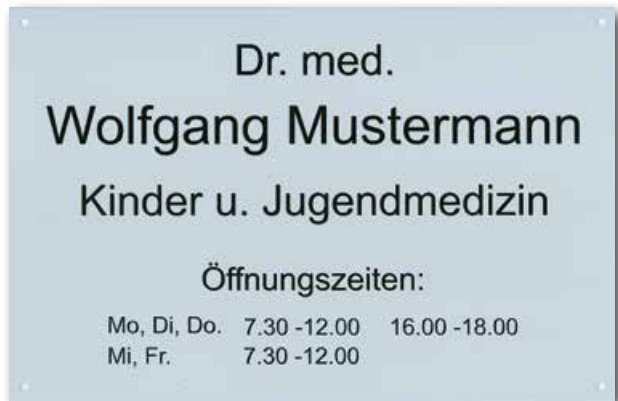 Dr. med.
Wolfgang Mustermann
Kinder u. Jugendmedizin
Öffnungszeiten:
Mo, Di, Do. 7.30 -12.00 16.00 -18.00
Mi, Fr. 7.30 -12.00